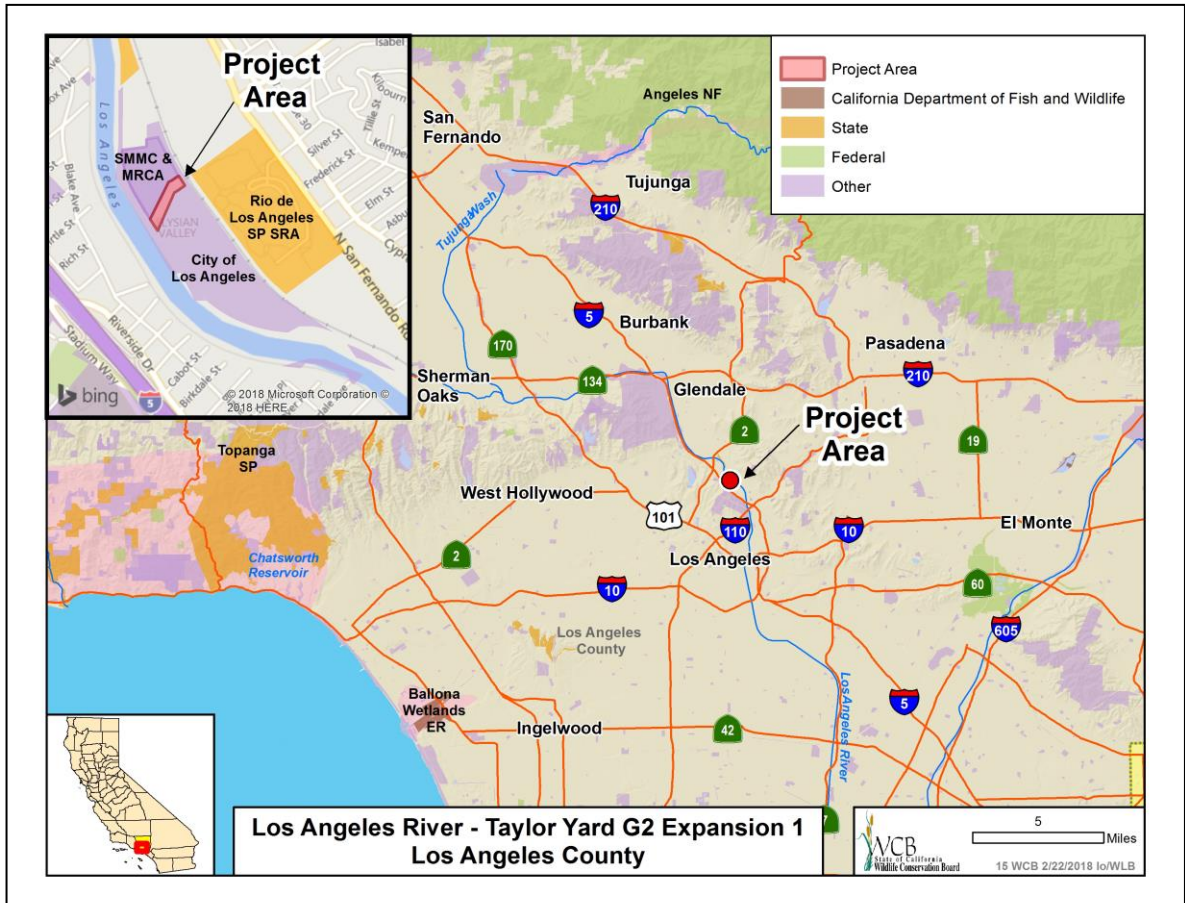 Project
Area
Los Angeles
SMMC &
MRCA
Rio de
Los Angeles
SP SRA
City of
Los Angeles
ELYSIAN
VALLEY
Isabel
Kilbourn
Tillie St
Silver St
Frederick St
Kemper
Elm St
Asbu
Cypr
N San Fernando Rd
Blake Ave
Rich St
Riverside Dr
Stadium Way
Cabot St
Birkdale St
5
bing
© 2018 Microsoft Corporation ©
2018 HERE
Project Area
California Department of Fish and Wildlife
State
Federal
Other
Angeles NF
San
Fernando
Tujunga
210
Tujunga Wash
5
Burbank
170
Pasadena
210
Sherman
Oaks
134
Glendale
2
Project
Area
19
Topanga
SP
West Hollywood
101
110
10
El Monte
Los Angeles
Chatsworth
Reservoir
2
10
60
605
Los Angeles
County
Ballona
Wetlands
ER
Ingelwood
42
Los Angeles River
5
7
Los Angeles River - Taylor Yard G2 Expansion 1
Los Angeles County
WCB
State of California
Wildlife Conservation Board
5
Miles
15 WCB 2/22/2018 lo/WLB